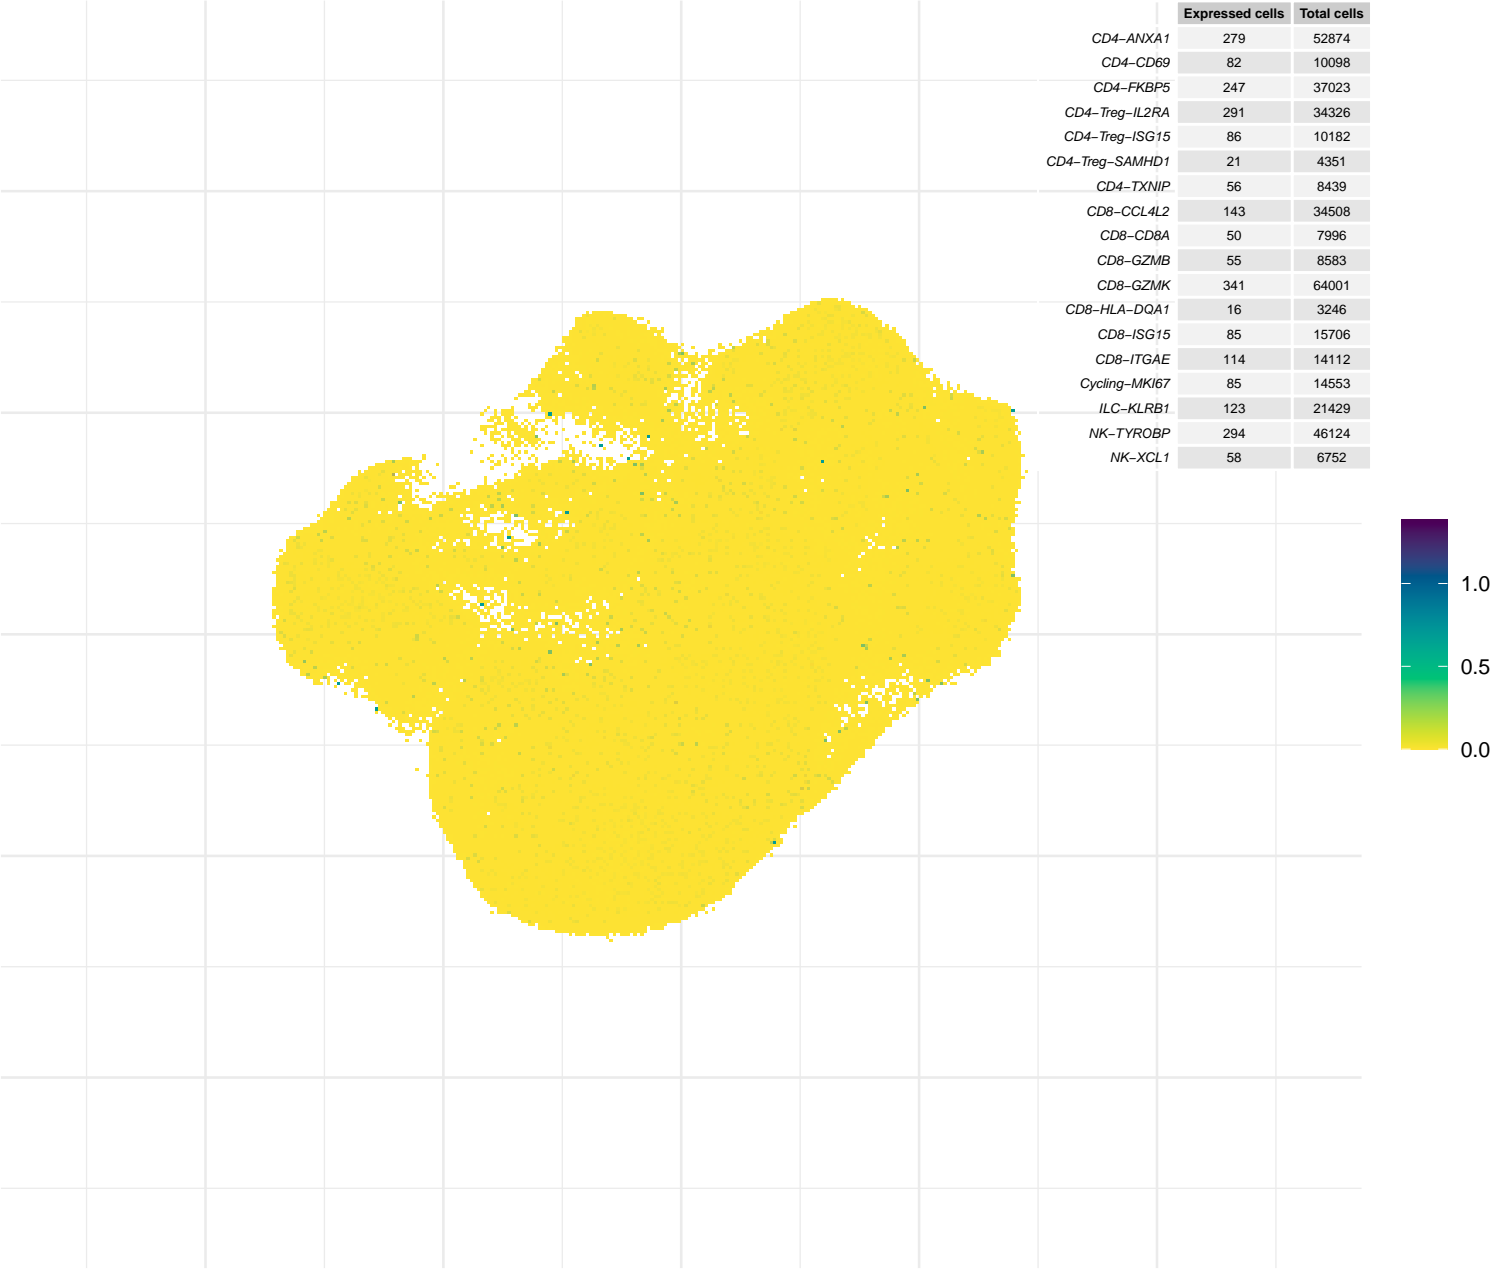 Expressed cells Total cells
CD4−ANXA1 279 52874
CD4−CD69 82 10098
CD4−FKBP5 247 37023
CD4−Treg−IL2RA 291 34326
CD4−Treg−ISG15 86 10182
CD4−Treg−SAMHD1 21 4351
CD4−TXNIP 56 8439
CD8−CCL4L2 143 34508
CD8−CD8A 50 7996
CD8−GZMB 55 8583
CD8−GZMK 341 64001
CD8−HLA−DQA1 16 3246
CD8−ISG15 85 15706
CD8−ITGAE 114 14112
Cycling−MKI67 85 14553
ILC−KLRB1 123 21429
NK−TYROBP 294 46124
NK−XCL1 58 6752
1.0
0.5
0.0